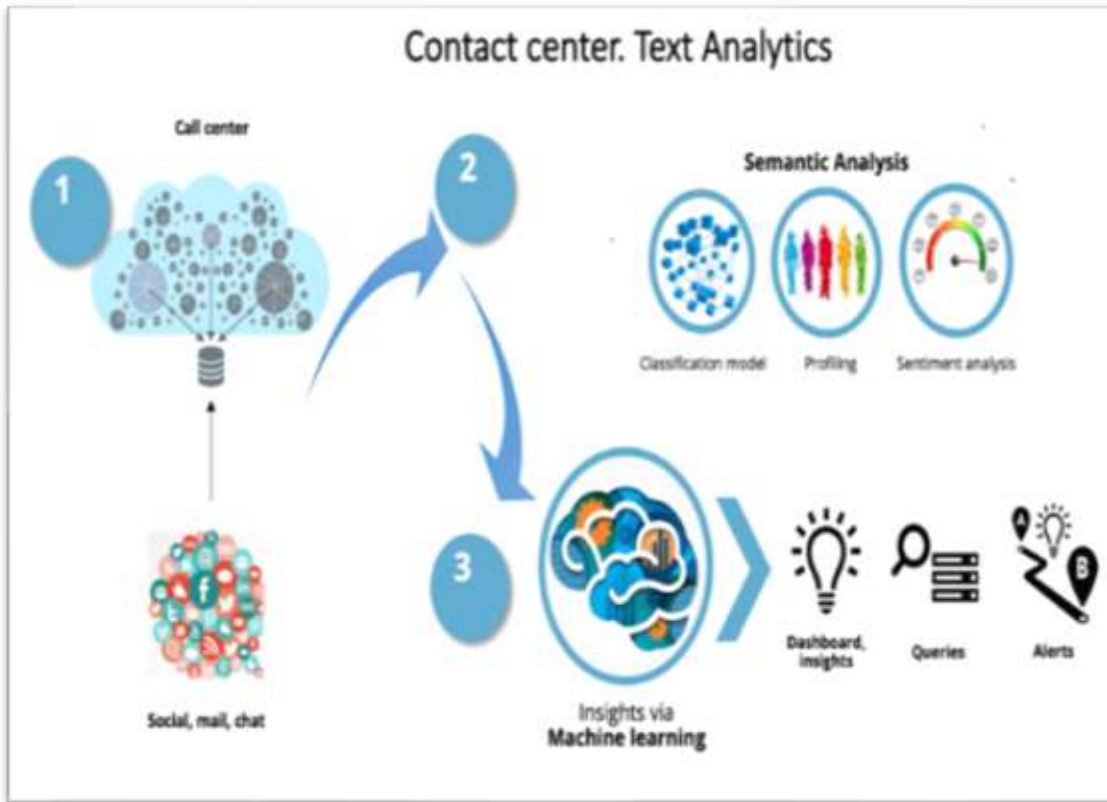 Contact center. Text Analytics
Call center
1
2
Semantic Analysis
Classification model
Profiling
Sentiment analysis
3
A
B
Dashboard,
insights
Queries
Alerts
Social, mail, chat
Insights via
Machine learning